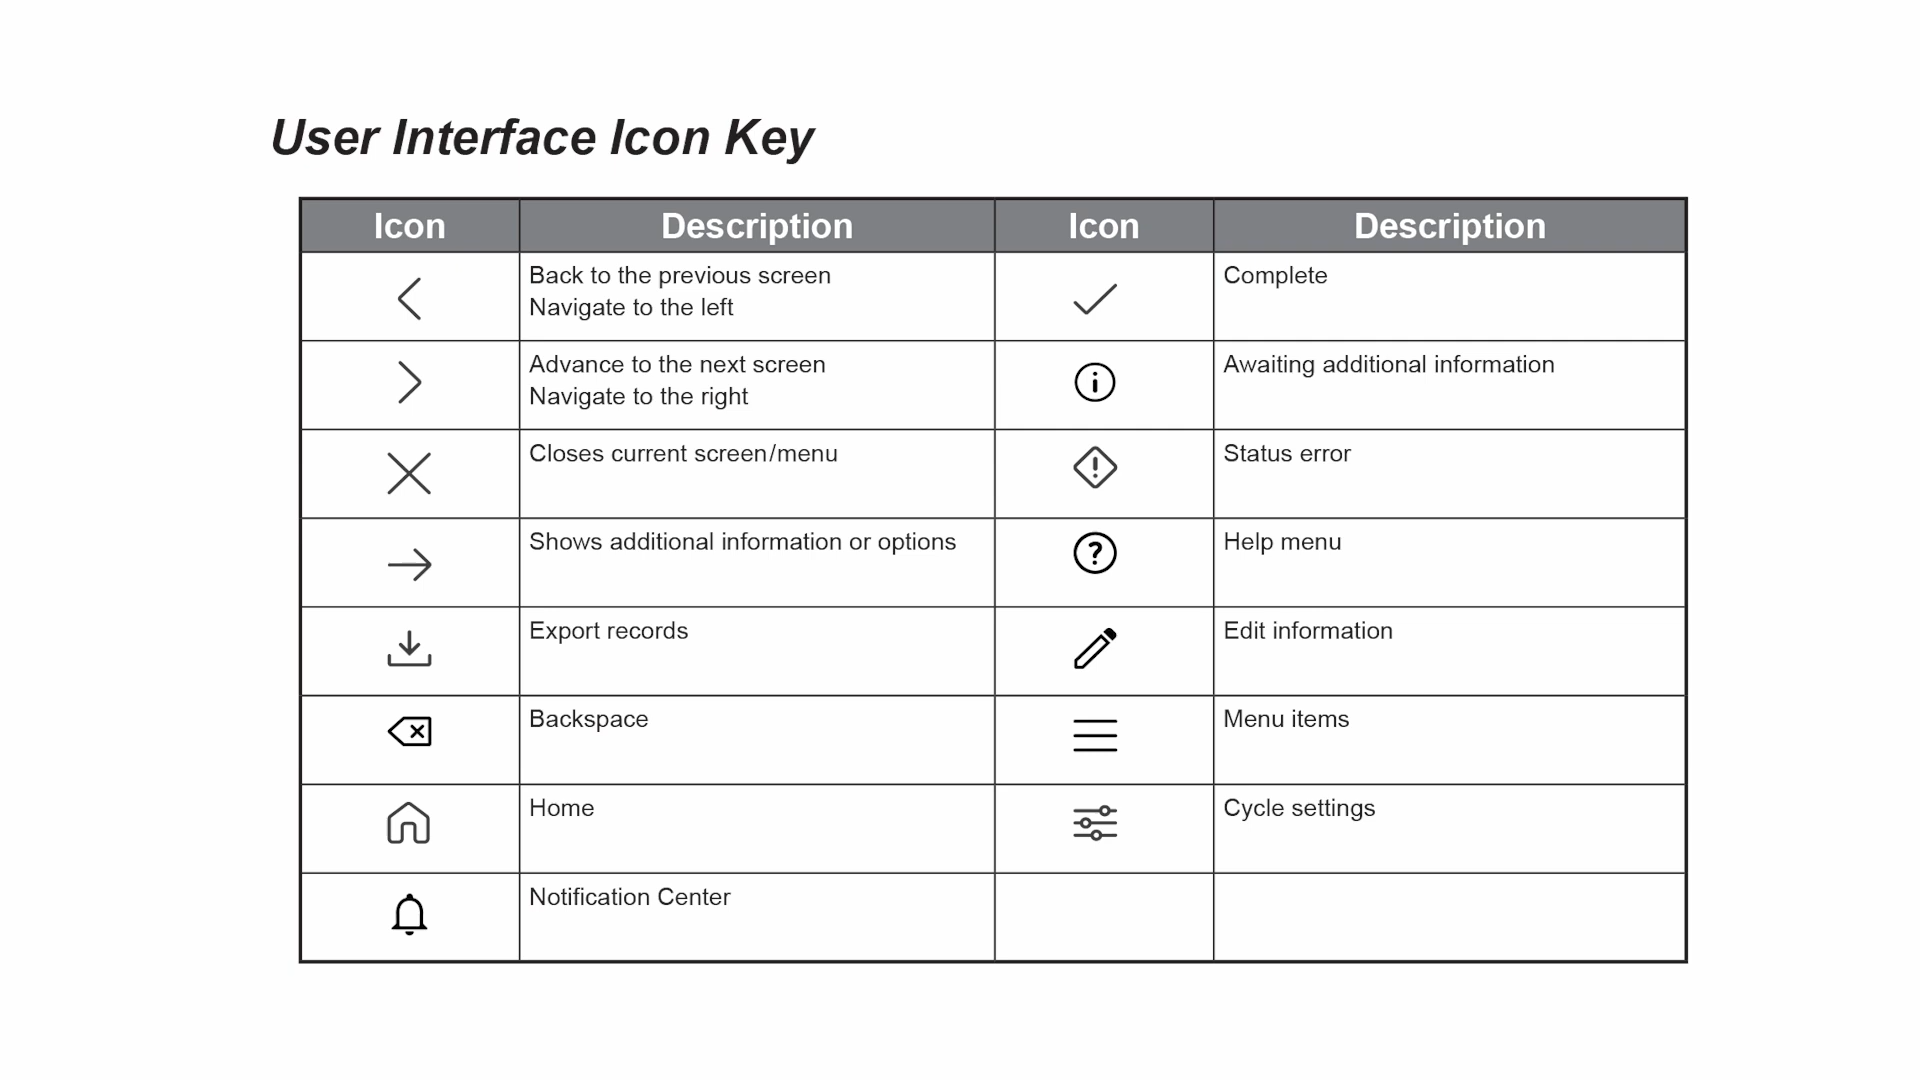 User Interface Icon Key
Icon Description Icon Description
Back to the previous screen
Navigate to the left
Complete
Advance to the next screen
Navigate to the right
Awaiting additional information
Closes current screen/menu
Status error
Shows additional information or options
Help menu
Export records
Edit information
Backspace
Menu items
Home
Cycle settings
Notification Center